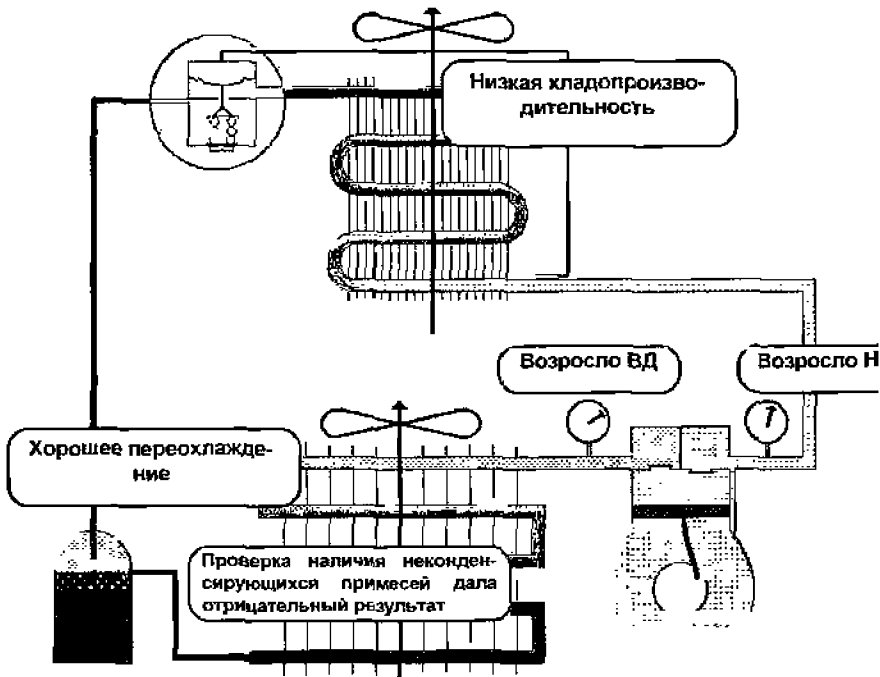 Низкая хладопроизво-
дительность
Возросло ВД
Возросло Н
Хорошее переохлажде-
ние
Проверка наличия неконден-
сирующихся примесей дала
отрицательный результат